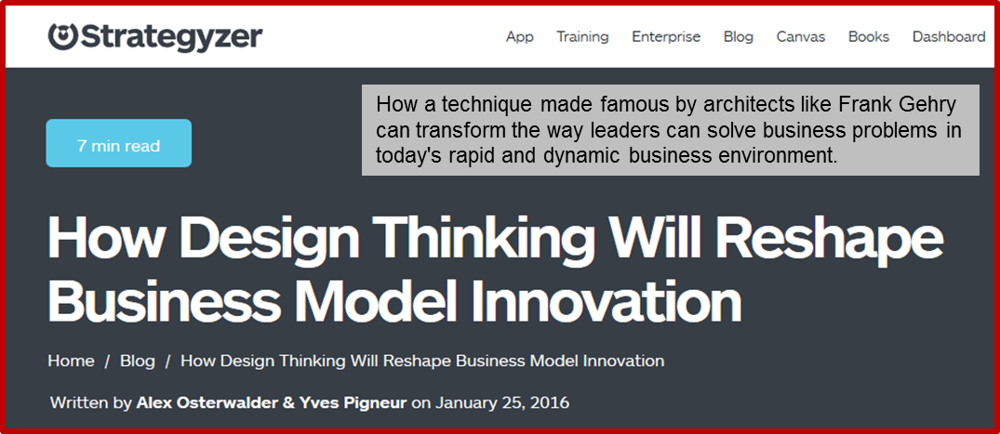 Strategyzer
App Training Enterprise Blog Canvas Books Dashboard
How a technique made famous by architects like Frank Gehry
can transform the way leaders can solve business problems in
today's rapid and dynamic business environment.
7 min read
How Design Thinking Will Reshape
Business Model Innovation
Home / Blog / How Design Thinking Will Reshape Business Model Innovation
Written by Alex Osterwalder & Yves Pigneur on January 25, 2016